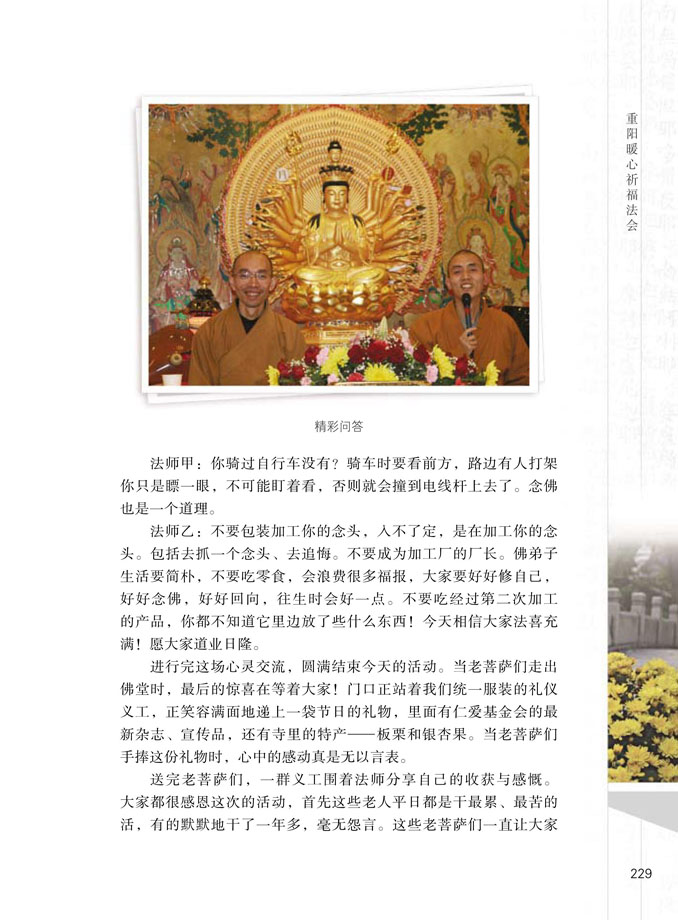 重阳暖心祈福法会
精彩问答
法师甲：你骑过自行车没有？骑车时要看前方，路边有人打架
你只是瞟一眼，不可能盯着看，否则就会撞到电线杆上去了。念佛
也是一个道理。
法师乙：不要包装加工你的念头，入不了定，是在加工你的念
头。包括去抓一个念头、去追悔。不要成为加工厂的厂长。佛弟子
生活要简朴，不要吃零食，会浪费很多福报，大家要好好修自己，
好好念佛，好好回向，往生时会好一点。不要吃经过第二次加工
的产品，你都不知道它里边放了些什么东西！今天相信大家法喜充
满！愿大家道业日隆。
进行完这场心灵交流，圆满结束今天的活动。当老菩萨们走出
佛堂时，最后的惊喜在等着大家！门口正站着我们统一服装的礼仪
义工，正笑容满面地递上一袋节日的礼物，里面有仁爱基金会的最
新杂志、宣传品，还有寺里的特产——板栗和银杏果。当老菩萨们
手捧这份礼物时，心中的感动真是无以言表。
送完老菩萨们，一群义工围着法师分享自己的收获与感慨。
大家都很感恩这次的活动，首先这些老人平日都是干最累、最苦的
活，有的默默地干了一年多，毫无怨言。这些老菩萨们一直让大家
229